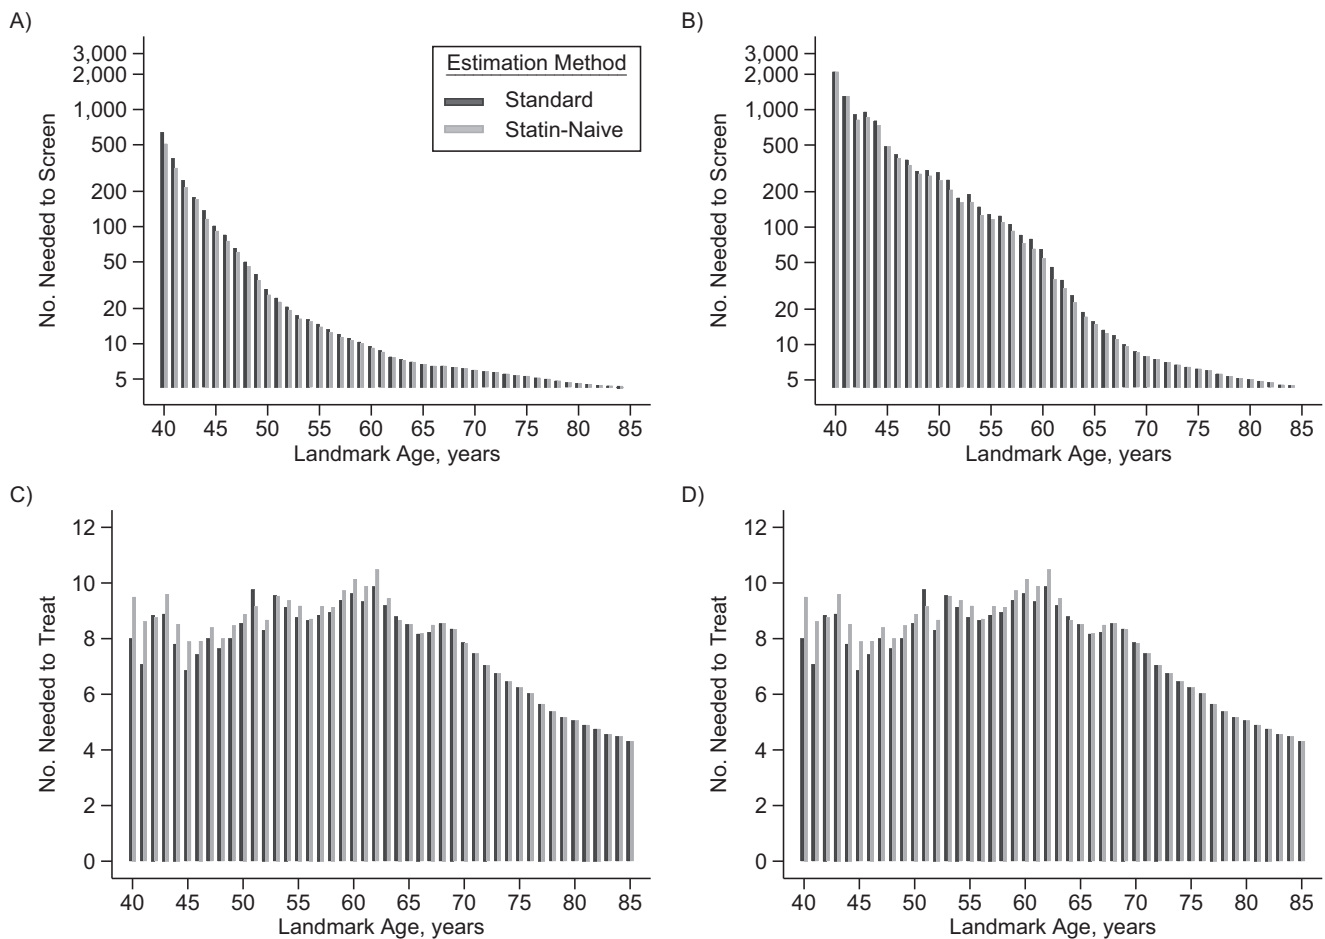 A)
No. Needed to Screen
3,000
2,000
1,000
500
200
100
50
20
10
5
40 45 50 55 60 65 70 75 80 85
Landmark Age, years
Estimation Method
Standard
Statin-Naive
B)
No. Needed to Screen
3,000
2,000
1,000
500
200
100
50
20
10
5
40 45 50 55 60 65 70 75 80 85
Landmark Age, years
C)
No. Needed to Treat
12
10
8
6
4
2
0
40 45 50 55 60 65 70 75 80 85
Landmark Age, years
D)
No. Needed to Treat
12
10
8
6
4
2
0
40 45 50 55 60 65 70 75 80 85
Landmark Age, years